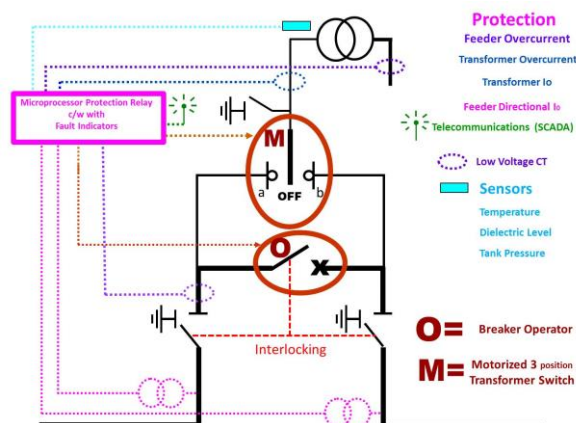 Protection
Feeder Overcurrent
Transformer Overcurrent
Transformer Io
Feeder Directional I₀
Telecommunications (SCADA)
Low Voltage CT
Sensors
Temperature
Dielectric Level
Tank Pressure
Microprocessor Protection Relay
c/w with
Fault Indicators
M
a
b
OFF
O
X
Interlocking
O= Breaker Operator
M= Motorized 3 position
Transformer Switch